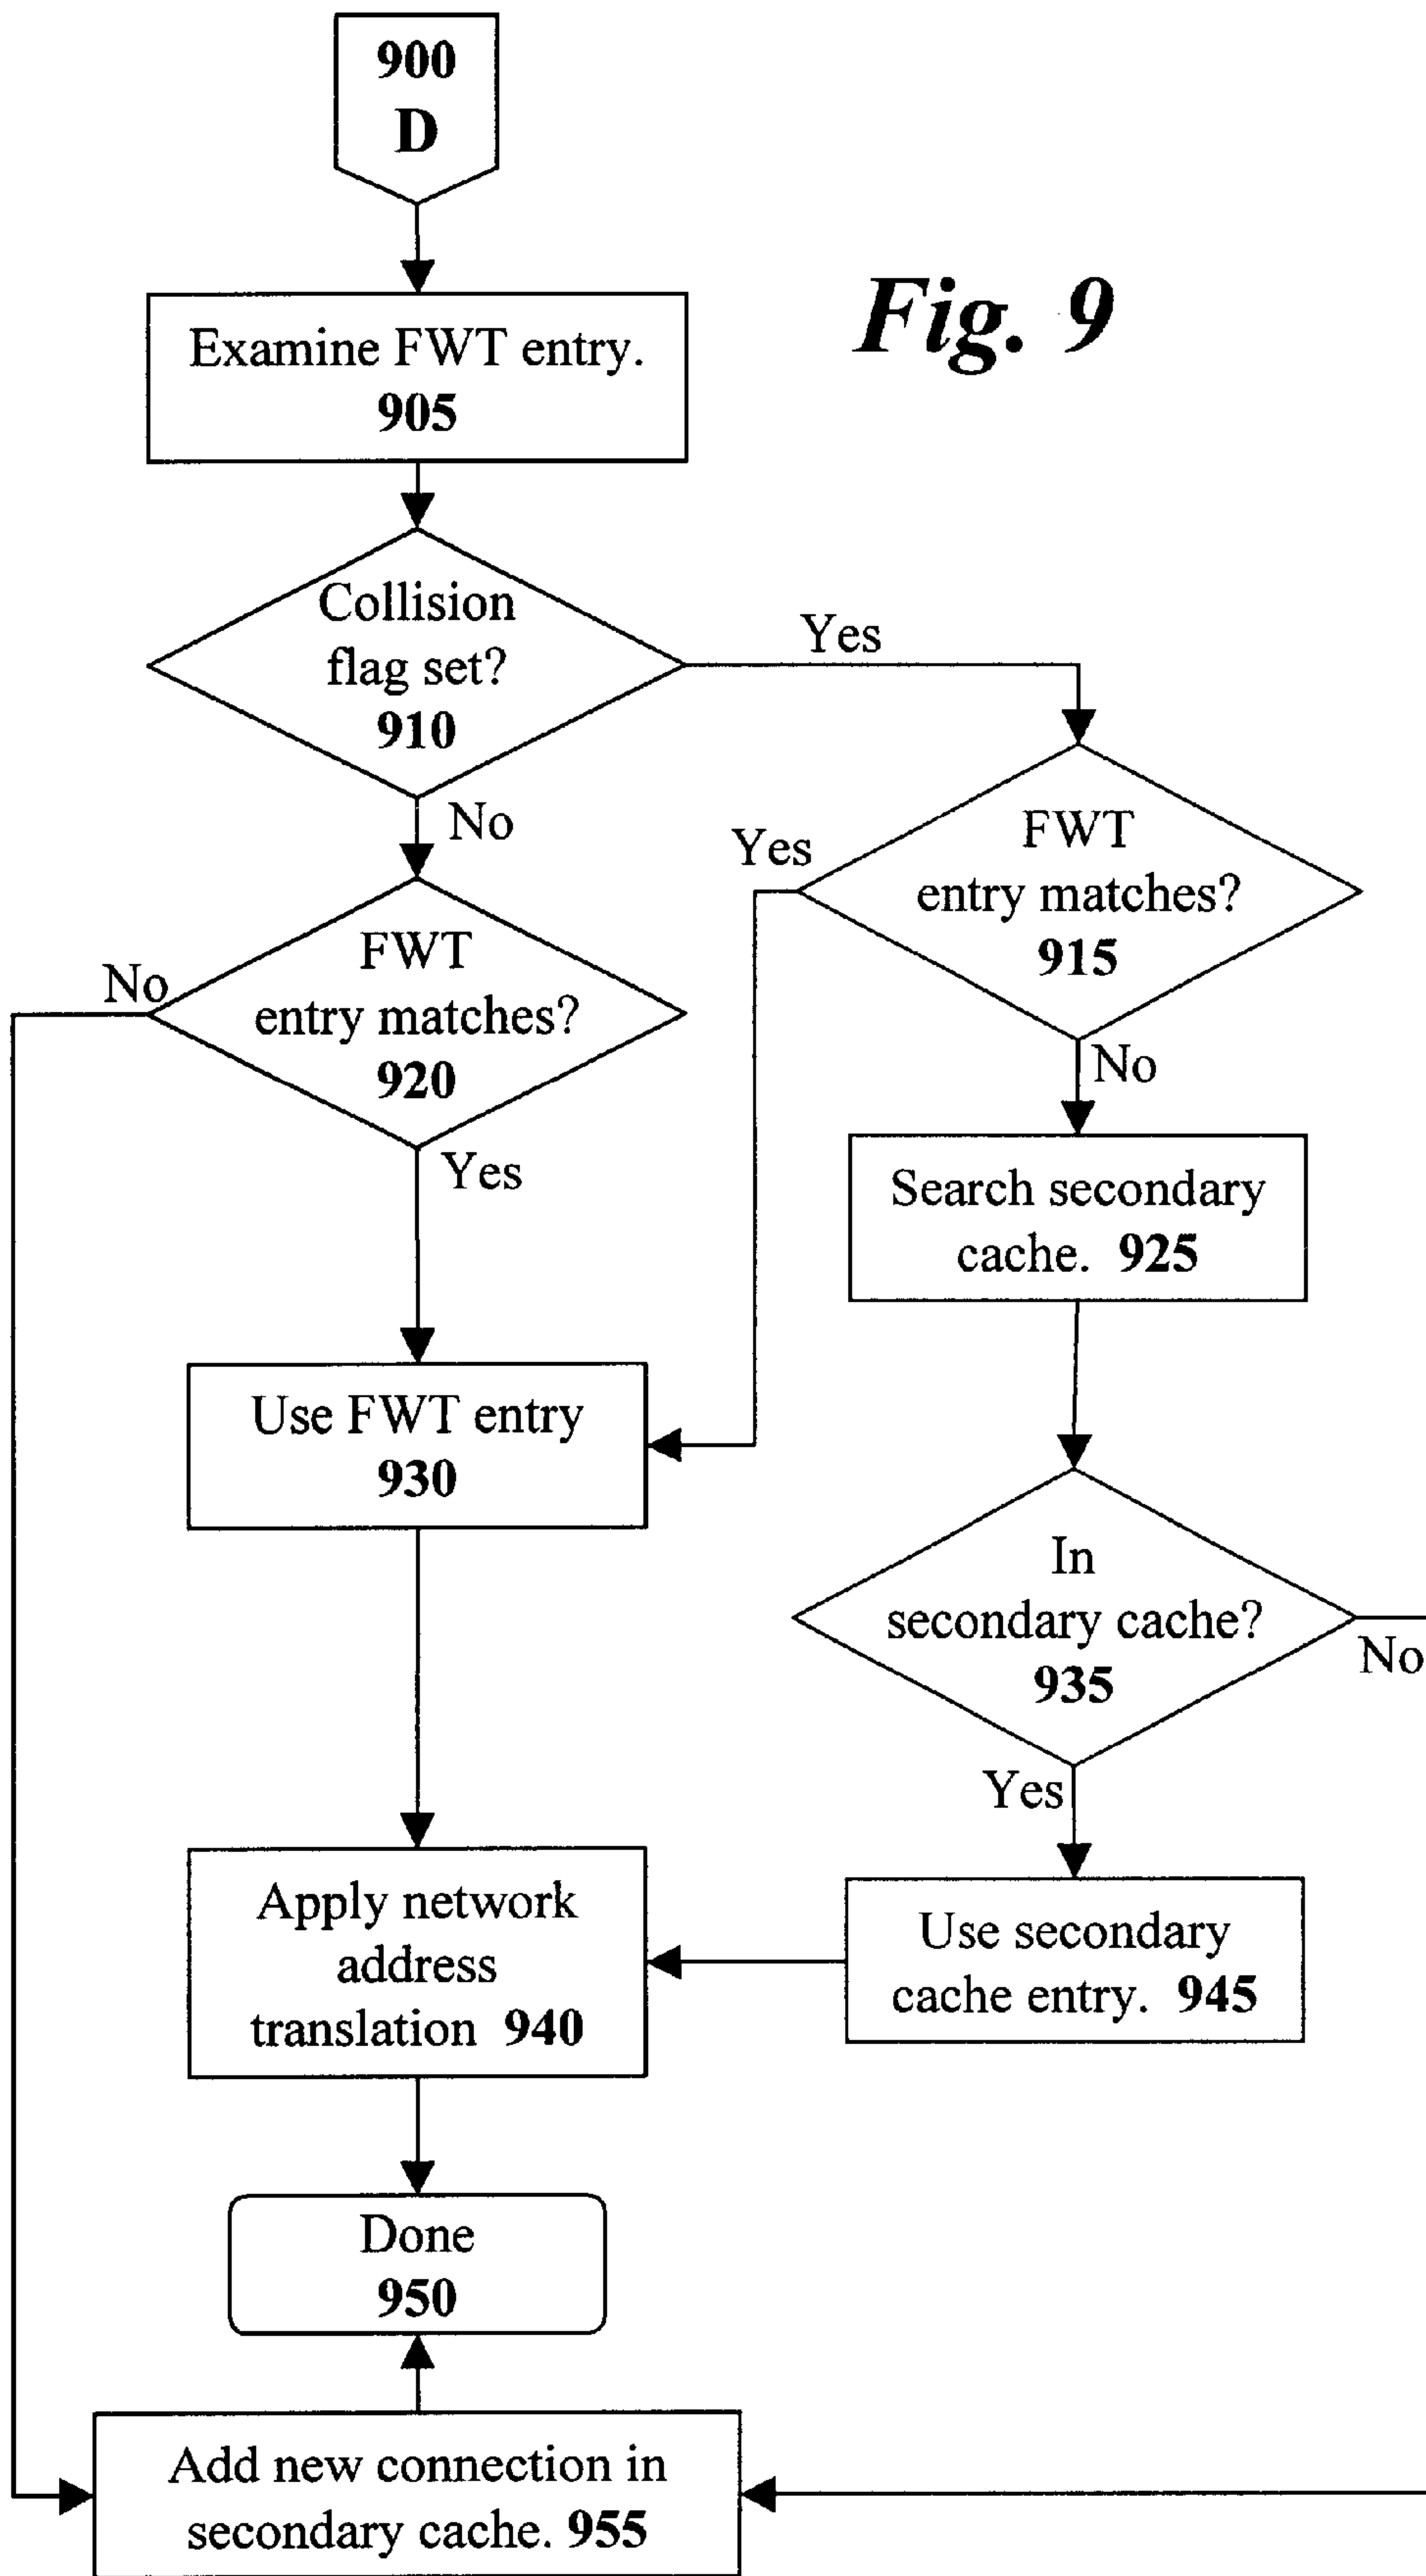 900
D
Fig. 9
Examine FWT entry.
905
Collision
flag set?
910
Yes
No
FWT
entry matches?
915
Yes
No
FWT
entry matches?
920
No
Yes
Search secondary
cache. 925
Use FWT entry
930
In
secondary cache?
935
No
Yes
Apply network
address
translation 940
Use secondary
cache entry. 945
Done
950
Add new connection in
secondary cache. 955